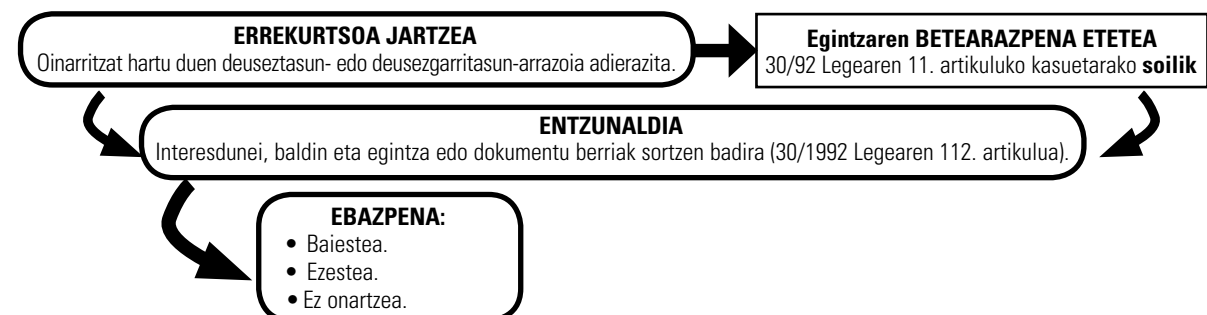 ERREKURTSOA JARTZEA
Oinarritzat hartu duen deuseztasun- edo deusezgarritasun-arrazoia adierazita.
Egintzaren BETEARAZPENA ETETEA
30/92 Legearen 11. artikuluko kasuetarako soilik
ENTZUNALDIA
Interesdunei, baldin eta egintza edo dokumentu berriak sortzen badira (30/1992 Legearen 112. artikulua).
EBAZPENA:
• Baiestea.
• Ezestea.
• Ez onartzea.